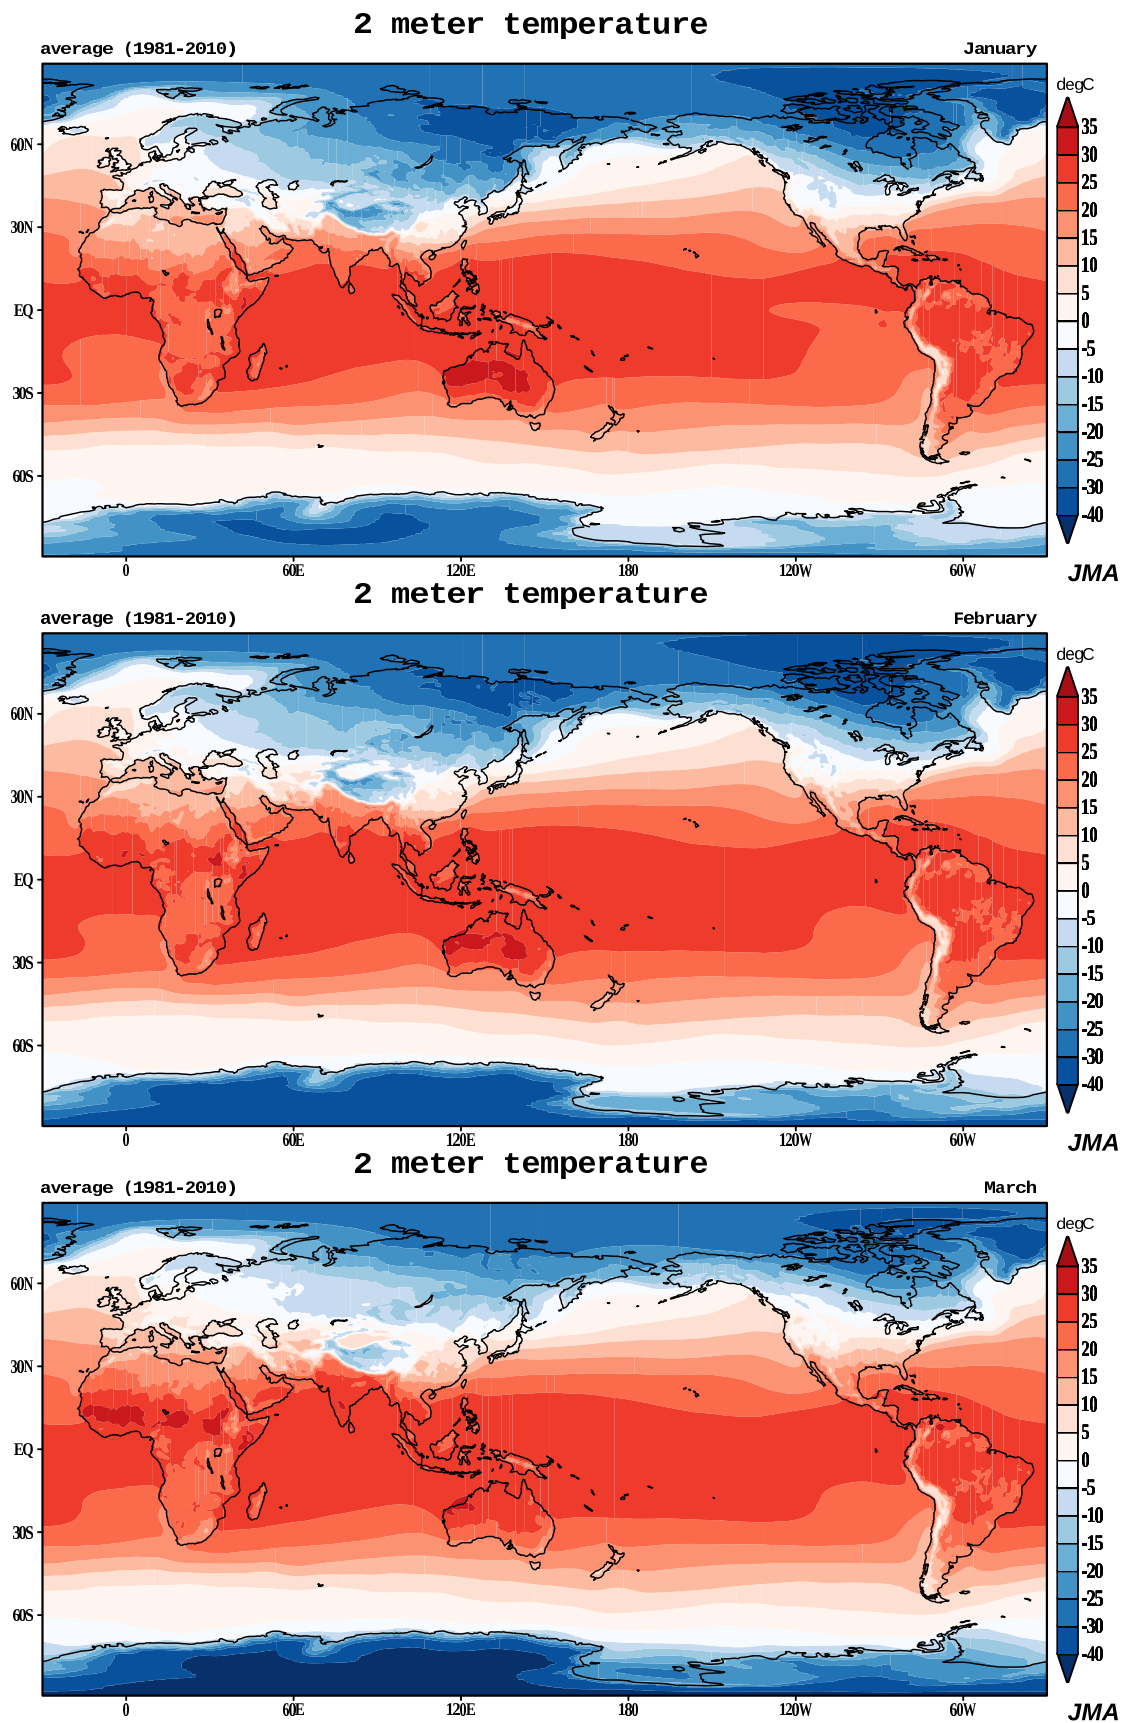 2 meter temperature
average (1981-2010) January
degC
35
30
25
20
15
10
5
0
-5
-10
-15
-20
-25
-30
-40
60N
30N
EQ
30S
60S
0 60E 120E 180 120W 60W
JMA
2 meter temperature
average (1981-2010) February
degC
35
30
25
20
15
10
5
0
-5
-10
-15
-20
-25
-30
-40
60N
30N
EQ
30S
60S
0 60E 120E 180 120W 60W
JMA
2 meter temperature
average (1981-2010) March
degC
35
30
25
20
15
10
5
0
-5
-10
-15
-20
-25
-30
-40
60N
30N
EQ
30S
60S
0 60E 120E 180 120W 60W
JMA